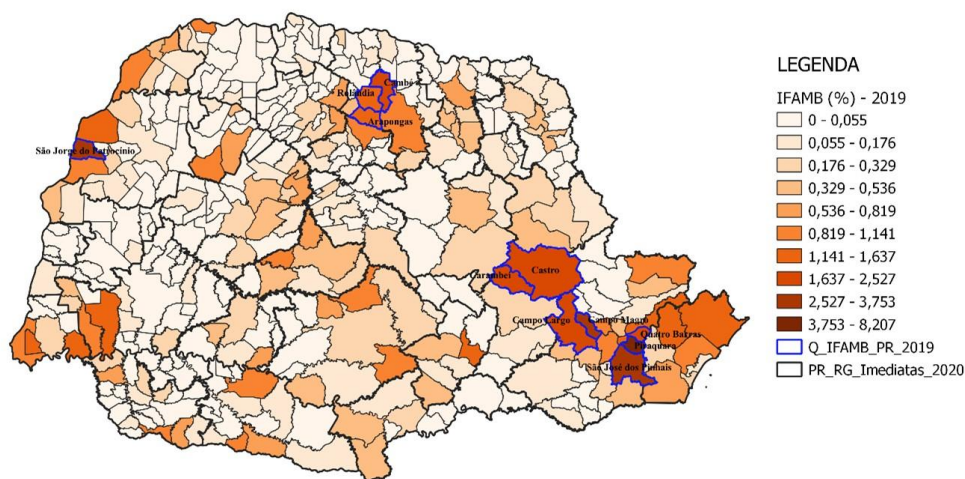 Cambé
Rolândia
Arapongas
São Jorge do Patrocínio
Castro
Carambeí
Campo Largo
Campo Magro
Quatro Barras
Piraquara
São José dos Pinhais
LEGENDA
IFAMB (%) - 2019
0 - 0,055
0,055 - 0,176
0,176 - 0,329
0,329 - 0,536
0,536 - 0,819
0,819 - 1,141
1,141 - 1,637
1,637 - 2,527
2,527 - 3,753
3,753 - 8,207
Q_IFAMB_PR_2019
PR_RG_Imediatas_2020